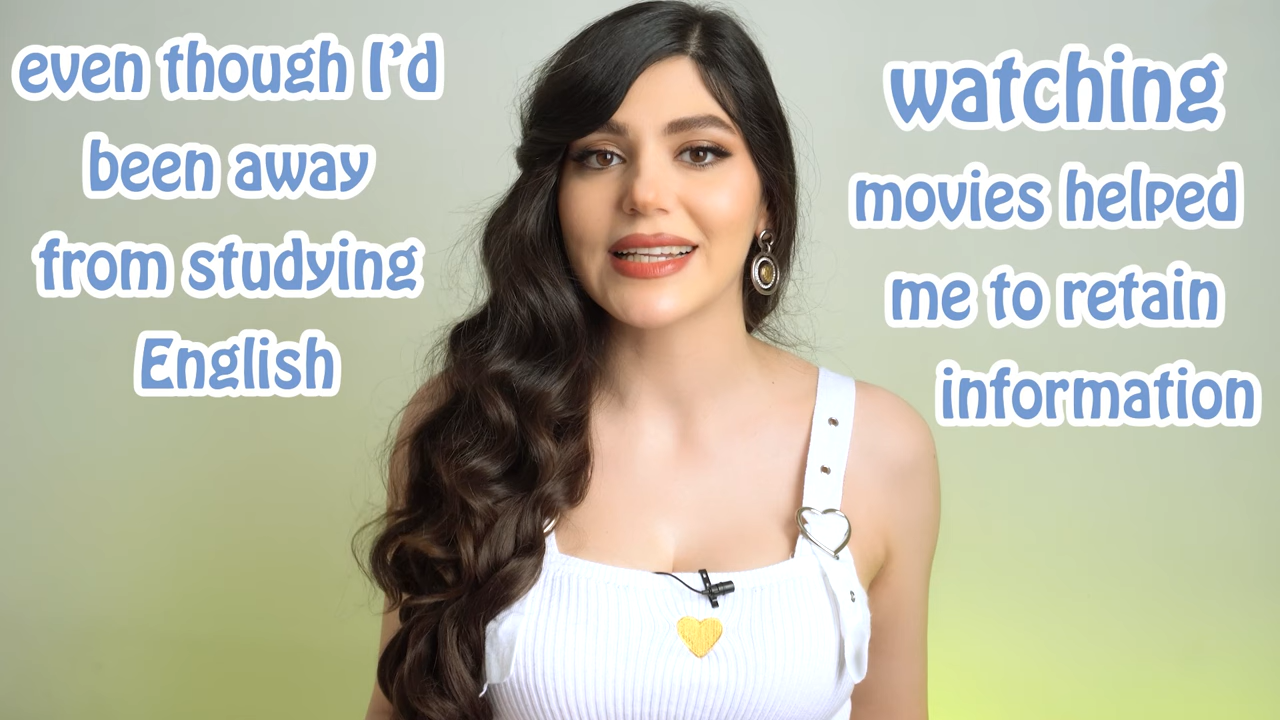 even though I'd
been away
from studying
English
watching
movies helped
me to retain
information